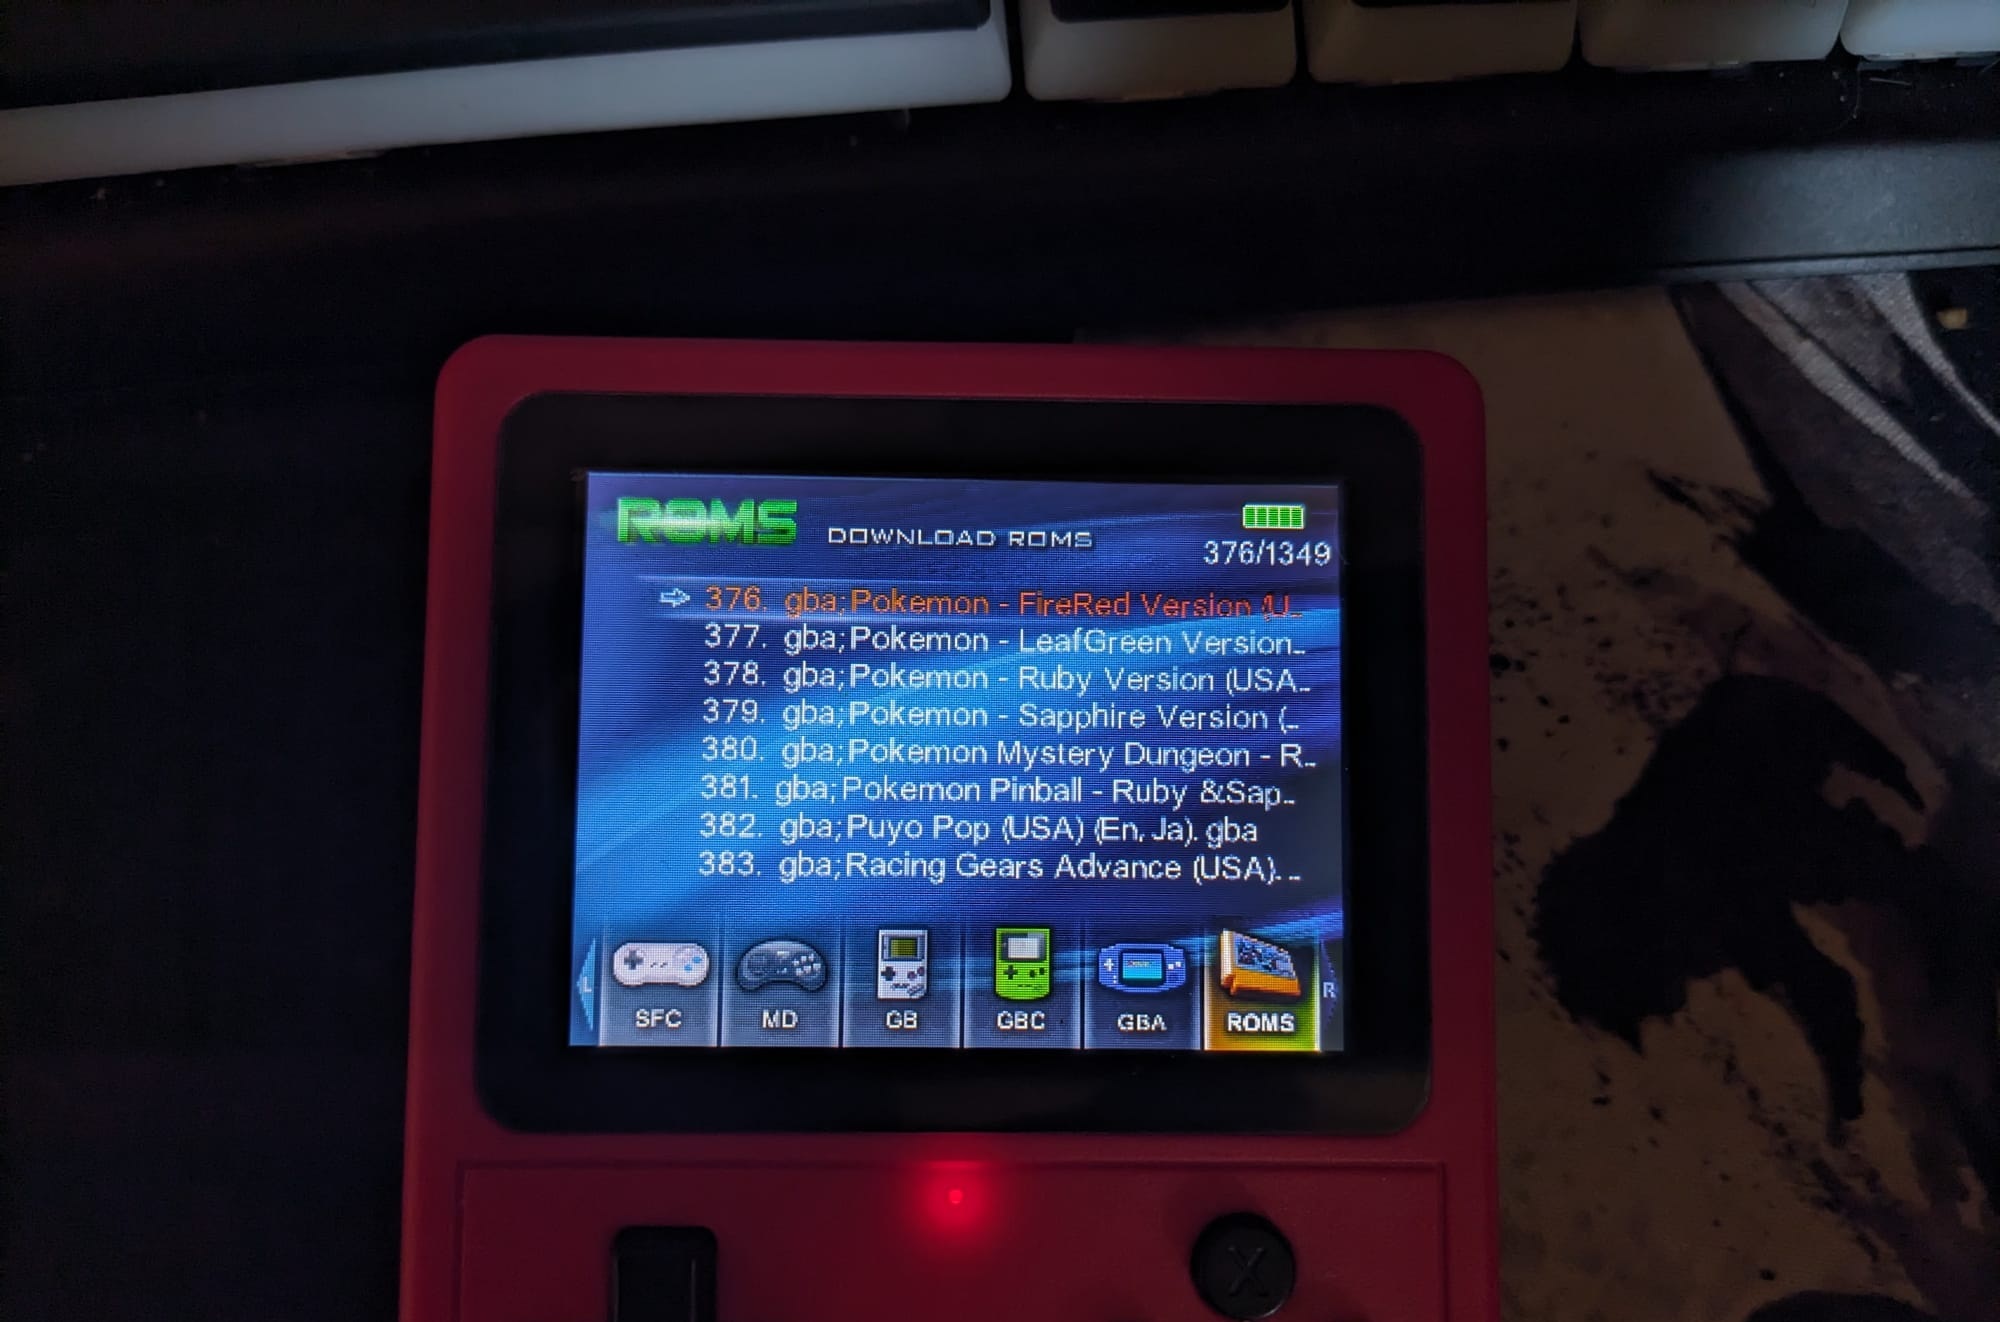 ROMS
DOWNLOAD ROMS
376/1349
376. gba;Pokemon - FireRed Version (U..
377. gba;Pokemon - LeafGreen Version..
378. gba;Pokemon - Ruby Version (USA..
379. gba;Pokemon - Sapphire Version (..
380. gba;Pokemon Mystery Dungeon - R..
381. gba;Pokemon Pinball - Ruby &Sap..
382. gba;Puyo Pop (USA) (En, Ja). gba
383. gba;Racing Gears Advance (USA). ..
L SFC MD GB GBC GBA ROMS R
X